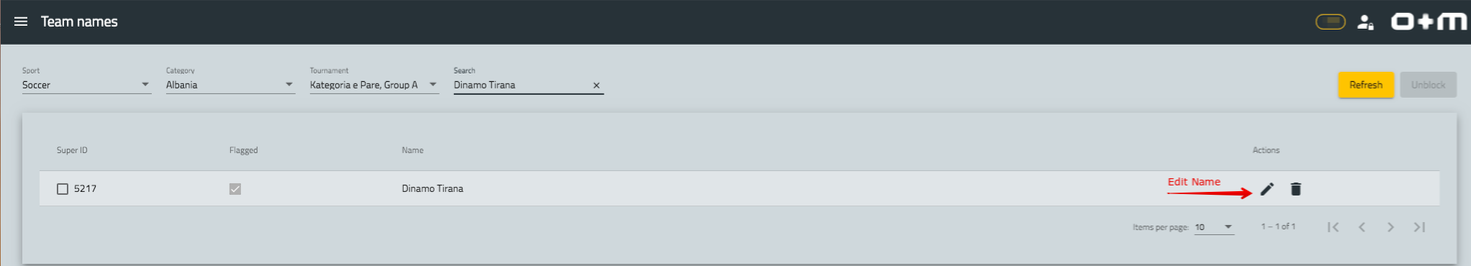 Team names
o+m
Sport
Soccer
Category
Albania
Tournament
Kategoria e Pare, Group A
Search
Dinamo Tirana
Refresh
Unblock
Super ID
Flagged
Name
Actions
5217
Dinamo Tirana
Edit Name
Items per page: 10
1 – 1 of 1